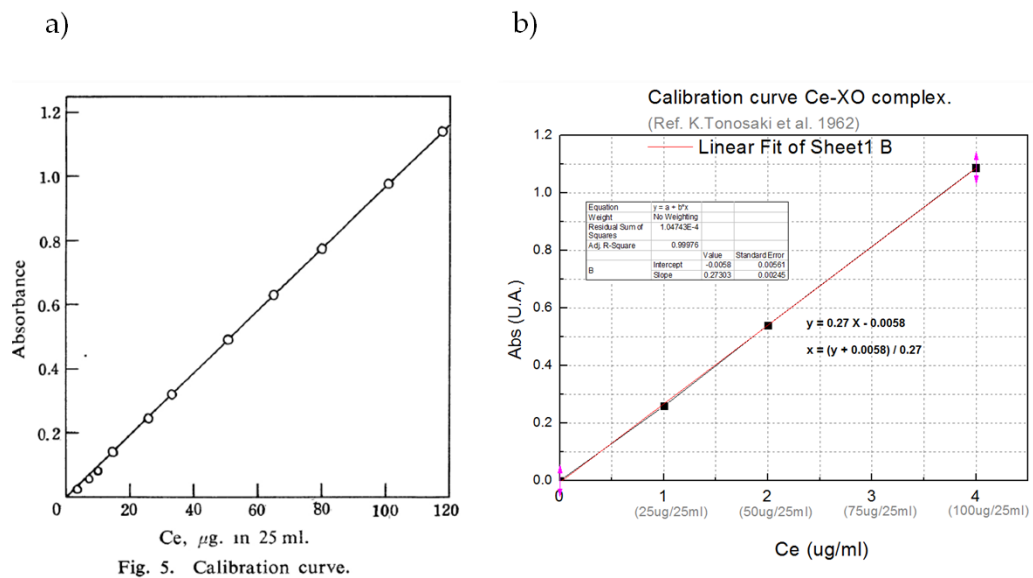 a)
b)
1.2
1.0
0.8
0.6
0.4
0.2
0
20
40
60
80
100
120
Absorbance
Ce, μg. in 25 ml.
Fig. 5. Calibration curve.
Calibration curve Ce-XO complex.
(Ref. K.Tonosaki et al. 1962)
Linear Fit of Sheet1 B
Equation y = a + b*x
Weight No Weighting
Residual Sum of Squares 1.04743E-4
Adj. R-Square 0.99976
Value Standard Error
B Intercept -0.0058 0.00561
Slope 0.27303 0.00245
y = 0.27 X - 0.0058
x = (y + 0.0058) / 0.27
1.2
1.0
0.8
0.6
0.4
0.2
0.0
Abs (U.A.)
0 1 2 3 4
(25ug/25ml) (50ug/25ml) (75ug/25ml) (100ug/25ml)
Ce (ug/ml)